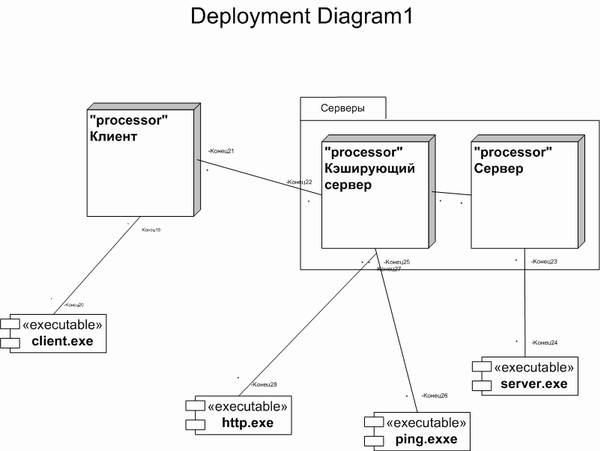 Deployment Diagram1
Серверы
"processor"
Клиент
"processor"
Кэширующий
сервер
"processor"
Сервер
-Конец21
-Конец22
-Конец19
-Конец25
-Конец27
-Конец23
-Конец20
«executable»
client.exe
-Конец24
«executable»
server.exe
-Конец28
-Конец26
«executable»
http.exe
«executable»
ping.exxe